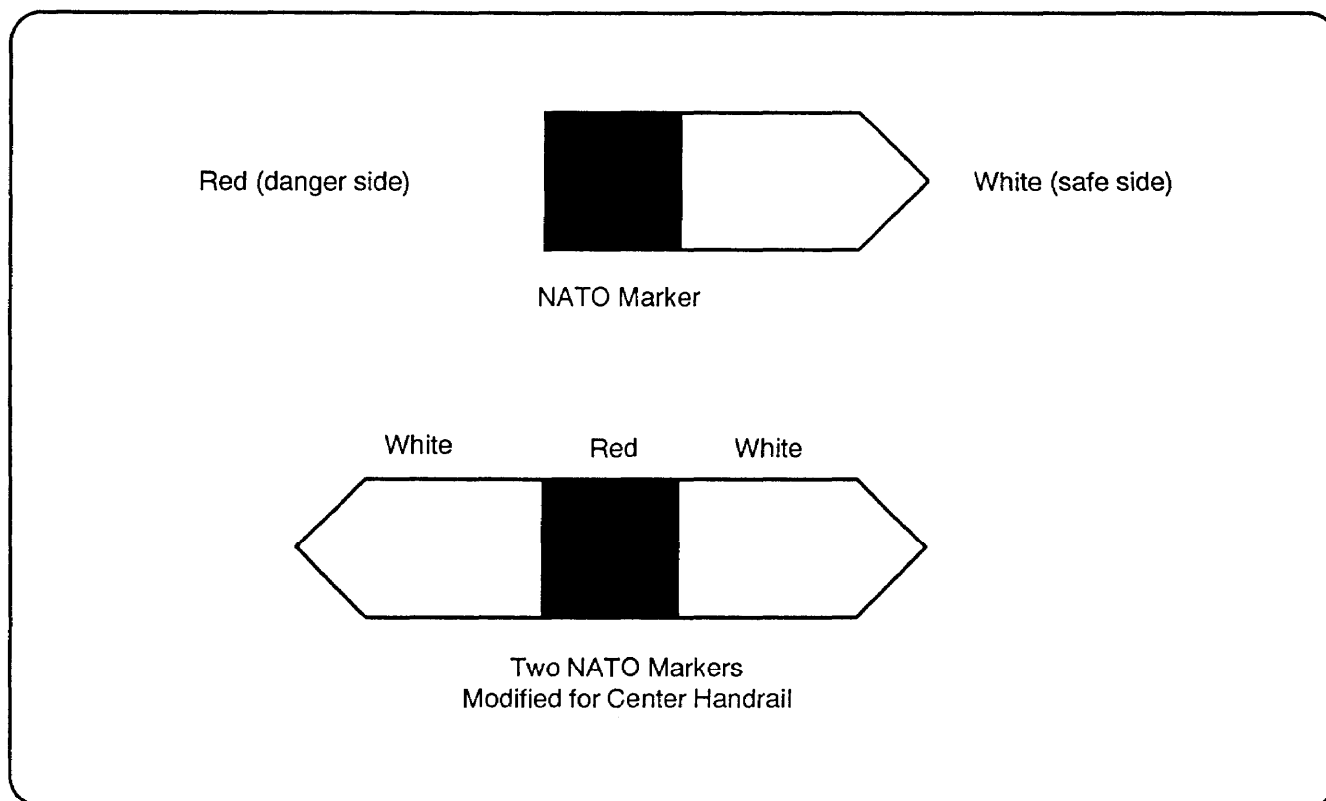 Red (danger side)
White (safe side)
NATO Marker
White
Red
White
Two NATO Markers
Modified for Center Handrail